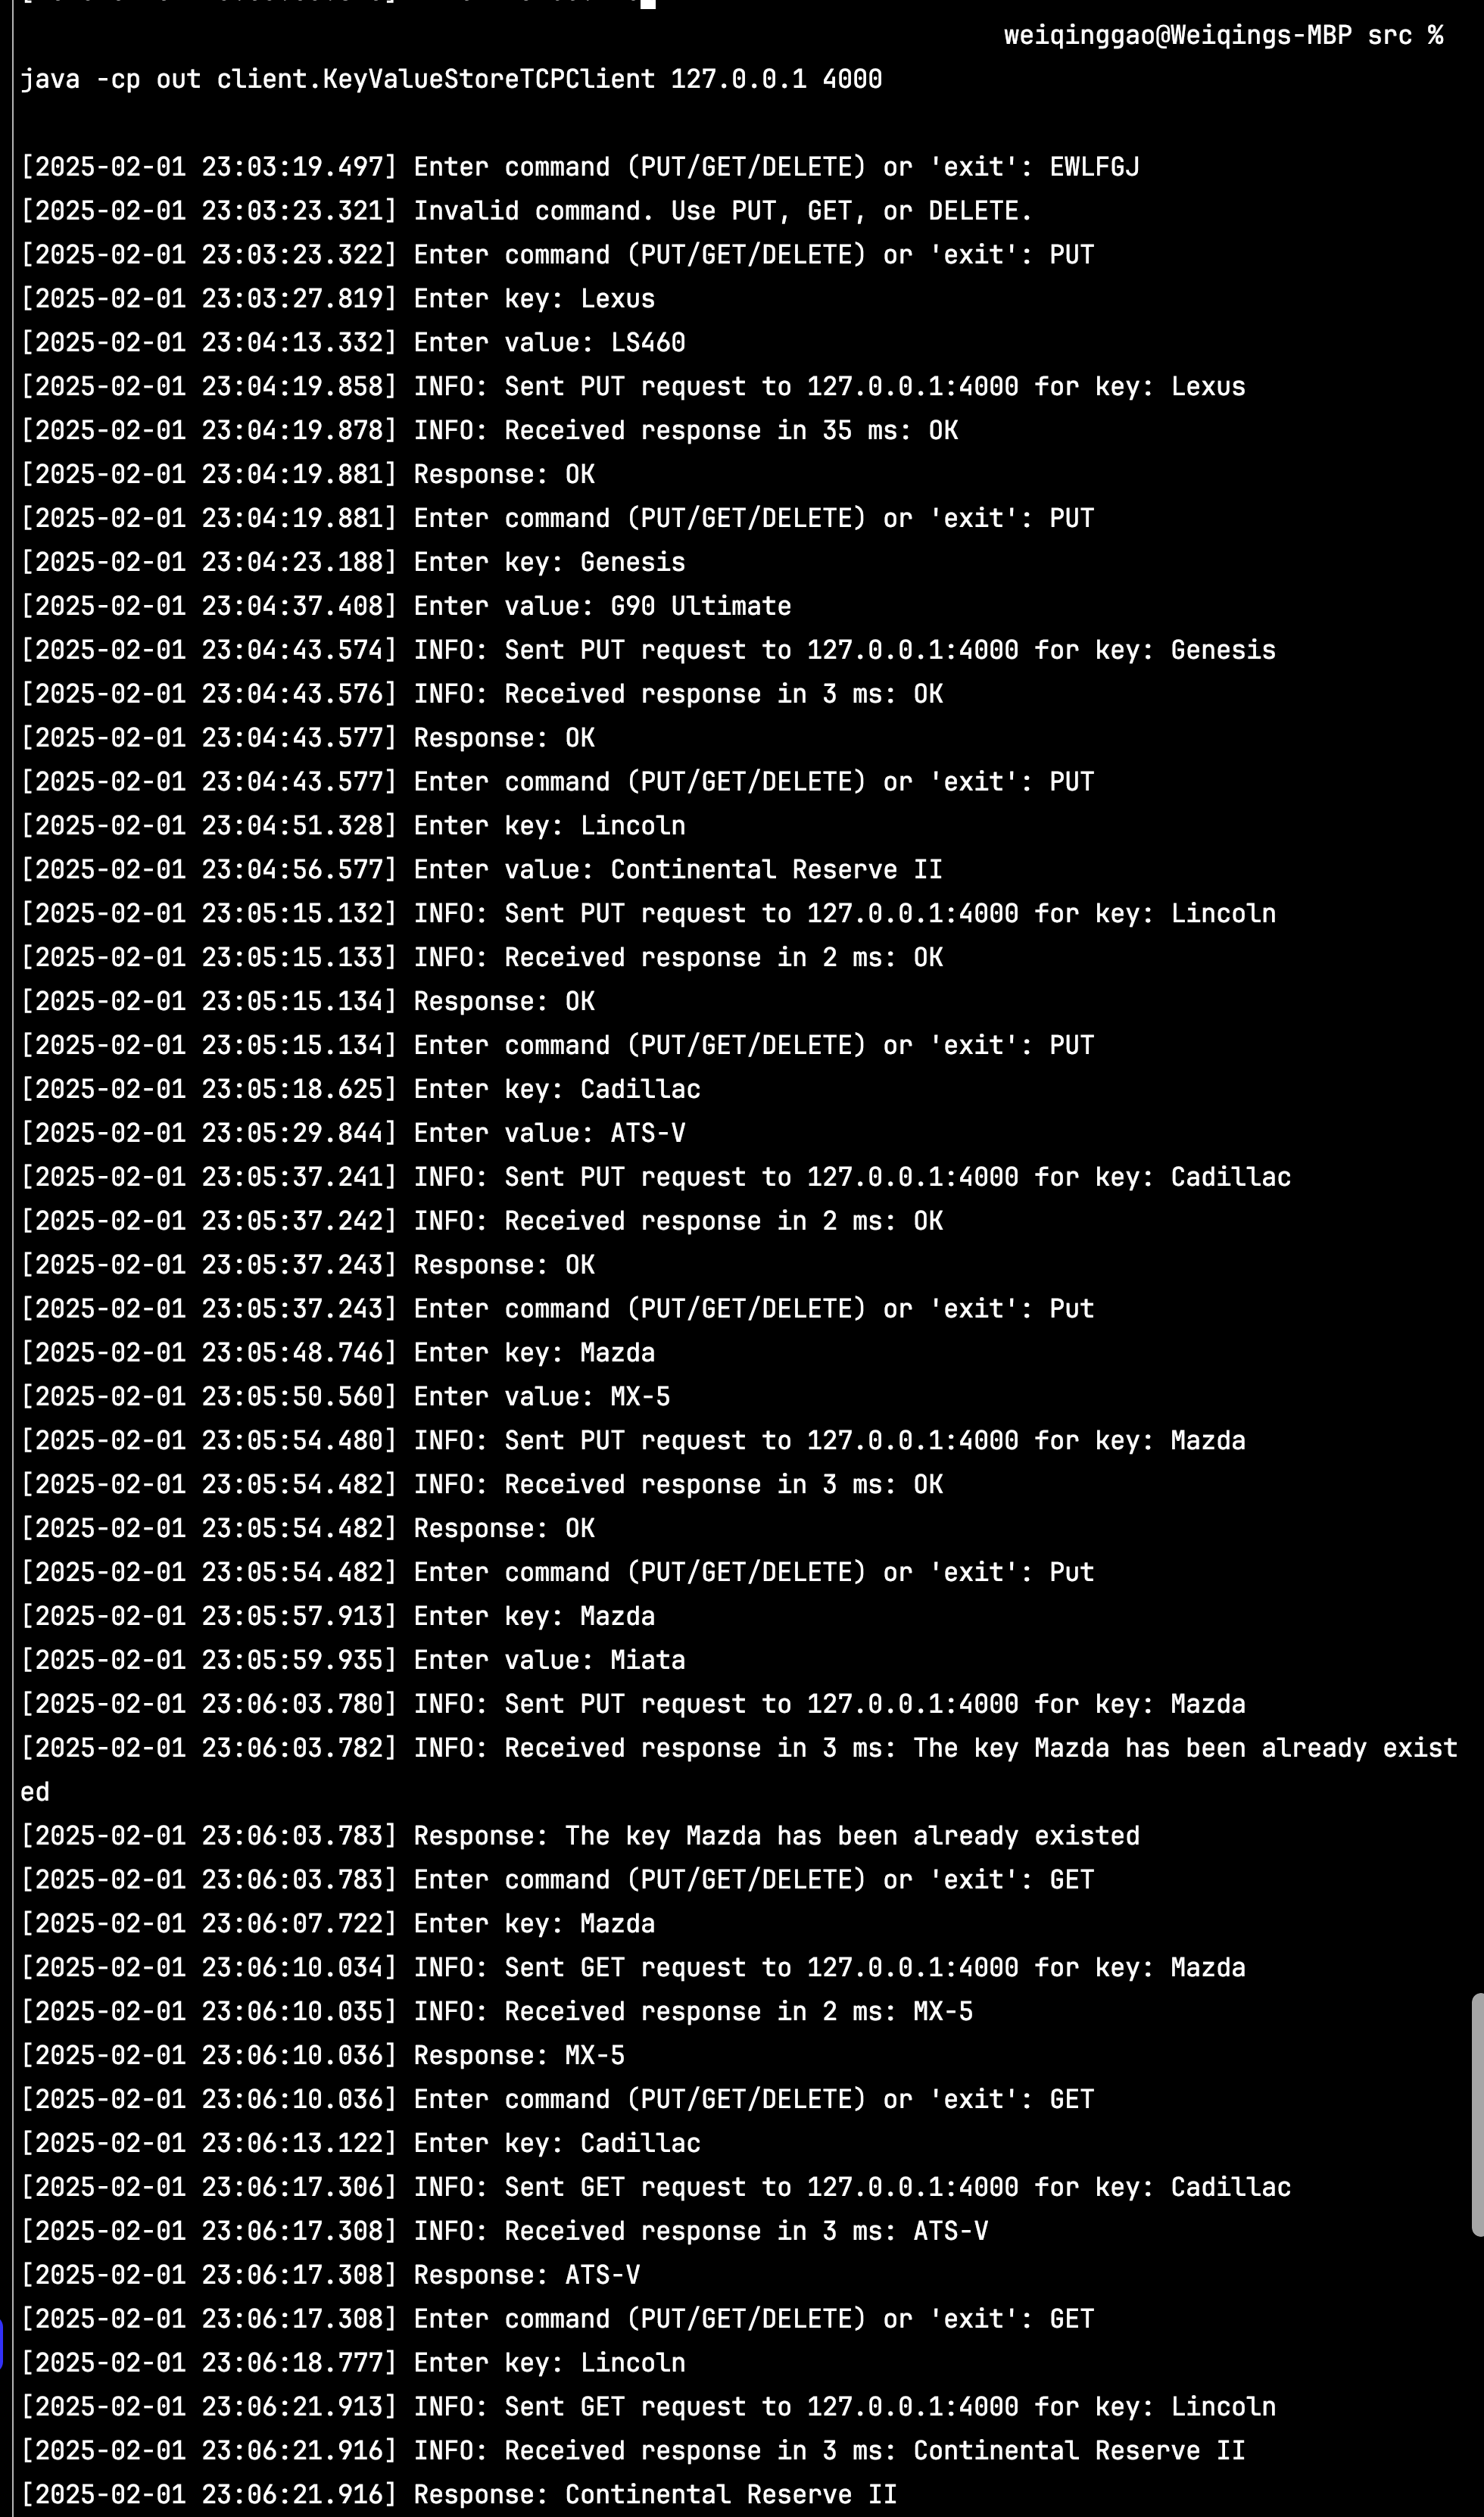 weiqinggao@Weiqings-MBP src %
java -cp out client.KeyValueStoreTCPClient 127.0.0.1 4000
[2025-02-01 23:03:19.497] Enter command (PUT/GET/DELETE) or 'exit': EWLFGJ
[2025-02-01 23:03:23.321] Invalid command. Use PUT, GET, or DELETE.
[2025-02-01 23:03:23.322] Enter command (PUT/GET/DELETE) or 'exit': PUT
[2025-02-01 23:03:27.819] Enter key: Lexus
[2025-02-01 23:04:13.332] Enter value: LS460
[2025-02-01 23:04:19.858] INFO: Sent PUT request to 127.0.0.1:4000 for key: Lexus
[2025-02-01 23:04:19.878] INFO: Received response in 35 ms: OK
[2025-02-01 23:04:19.881] Response: OK
[2025-02-01 23:04:19.881] Enter command (PUT/GET/DELETE) or 'exit': PUT
[2025-02-01 23:04:23.188] Enter key: Genesis
[2025-02-01 23:04:37.408] Enter value: G90 Ultimate
[2025-02-01 23:04:43.574] INFO: Sent PUT request to 127.0.0.1:4000 for key: Genesis
[2025-02-01 23:04:43.576] INFO: Received response in 3 ms: OK
[2025-02-01 23:04:43.577] Response: OK
[2025-02-01 23:04:43.577] Enter command (PUT/GET/DELETE) or 'exit': PUT
[2025-02-01 23:04:51.328] Enter key: Lincoln
[2025-02-01 23:04:56.577] Enter value: Continental Reserve II
[2025-02-01 23:05:15.132] INFO: Sent PUT request to 127.0.0.1:4000 for key: Lincoln
[2025-02-01 23:05:15.133] INFO: Received response in 2 ms: OK
[2025-02-01 23:05:15.134] Response: OK
[2025-02-01 23:05:15.134] Enter command (PUT/GET/DELETE) or 'exit': PUT
[2025-02-01 23:05:18.625] Enter key: Cadillac
[2025-02-01 23:05:29.844] Enter value: ATS-V
[2025-02-01 23:05:37.241] INFO: Sent PUT request to 127.0.0.1:4000 for key: Cadillac
[2025-02-01 23:05:37.242] INFO: Received response in 2 ms: OK
[2025-02-01 23:05:37.243] Response: OK
[2025-02-01 23:05:37.243] Enter command (PUT/GET/DELETE) or 'exit': Put
[2025-02-01 23:05:48.746] Enter key: Mazda
[2025-02-01 23:05:50.560] Enter value: MX-5
[2025-02-01 23:05:54.480] INFO: Sent PUT request to 127.0.0.1:4000 for key: Mazda
[2025-02-01 23:05:54.482] INFO: Received response in 3 ms: OK
[2025-02-01 23:05:54.482] Response: OK
[2025-02-01 23:05:54.482] Enter command (PUT/GET/DELETE) or 'exit': Put
[2025-02-01 23:05:57.913] Enter key: Mazda
[2025-02-01 23:05:59.935] Enter value: Miata
[2025-02-01 23:06:03.780] INFO: Sent PUT request to 127.0.0.1:4000 for key: Mazda
[2025-02-01 23:06:03.782] INFO: Received response in 3 ms: The key Mazda has been already exist
ed
[2025-02-01 23:06:03.783] Response: The key Mazda has been already existed
[2025-02-01 23:06:03.783] Enter command (PUT/GET/DELETE) or 'exit': GET
[2025-02-01 23:06:07.722] Enter key: Mazda
[2025-02-01 23:06:10.034] INFO: Sent GET request to 127.0.0.1:4000 for key: Mazda
[2025-02-01 23:06:10.035] INFO: Received response in 2 ms: MX-5
[2025-02-01 23:06:10.036] Response: MX-5
[2025-02-01 23:06:10.036] Enter command (PUT/GET/DELETE) or 'exit': GET
[2025-02-01 23:06:13.122] Enter key: Cadillac
[2025-02-01 23:06:17.306] INFO: Sent GET request to 127.0.0.1:4000 for key: Cadillac
[2025-02-01 23:06:17.308] INFO: Received response in 3 ms: ATS-V
[2025-02-01 23:06:17.308] Response: ATS-V
[2025-02-01 23:06:17.308] Enter command (PUT/GET/DELETE) or 'exit': GET
[2025-02-01 23:06:18.777] Enter key: Lincoln
[2025-02-01 23:06:21.913] INFO: Sent GET request to 127.0.0.1:4000 for key: Lincoln
[2025-02-01 23:06:21.916] INFO: Received response in 3 ms: Continental Reserve II
[2025-02-01 23:06:21.916] Response: Continental Reserve II